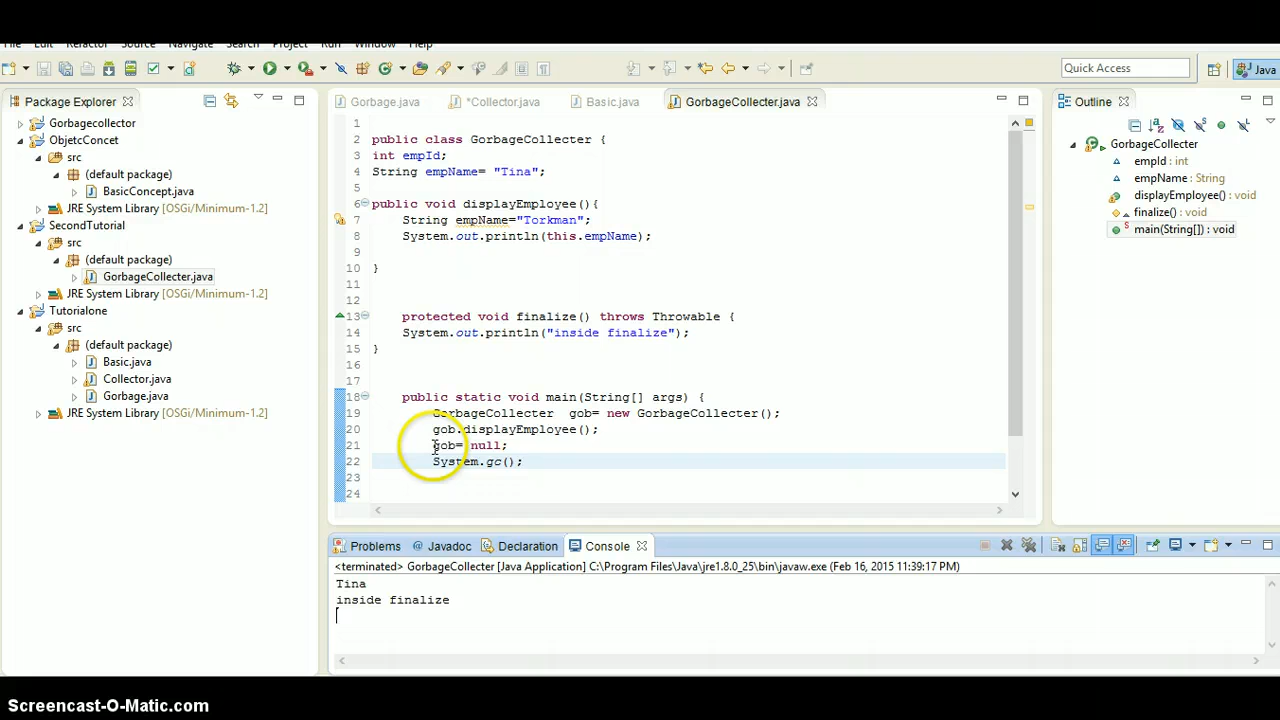 File Edit Refactor Source Navigate Search Project Run Window Help
Quick Access
Java
Package Explorer
Gorbagecollector
ObjetcConcet
src
(default package)
BasicConcept.java
JRE System Library [OSGi/Minimum-1.2]
SecondTutorial
src
(default package)
GorbageCollecter.java
JRE System Library [OSGi/Minimum-1.2]
Tutorialone
src
(default package)
Basic.java
Collector.java
Gorbage.java
JRE System Library [OSGi/Minimum-1.2]
Gorbage.java *Collector.java Basic.java GorbageCollecter.java
1
2 public class GorbageCollecter {
3 int empId;
4 String empName= "Tina";
5
6 public void displayEmployee(){
7 String empName="Torkman";
8 System.out.println(this.empName);
9
10 }
11
12
13 protected void finalize() throws Throwable {
14 System.out.println("inside finalize");
15 }
16
17
18 public static void main(String[] args) {
19 GorbageCollecter gob= new GorbageCollecter();
20 gob.displayEmployee();
21 gob= null;
22 System.gc();
23
24
Outline
GorbageCollecter
empId : int
empName : String
displayEmployee() : void
finalize() : void
main(String[]) : void
Problems @ Javadoc Declaration Console
<terminated> GorbageCollecter [Java Application] C:\Program Files\Java\jre1.8.0_25\bin\javaw.exe (Feb 16, 2015 11:39:17 PM)
Tina
inside finalize
Screencast-O-Matic.com